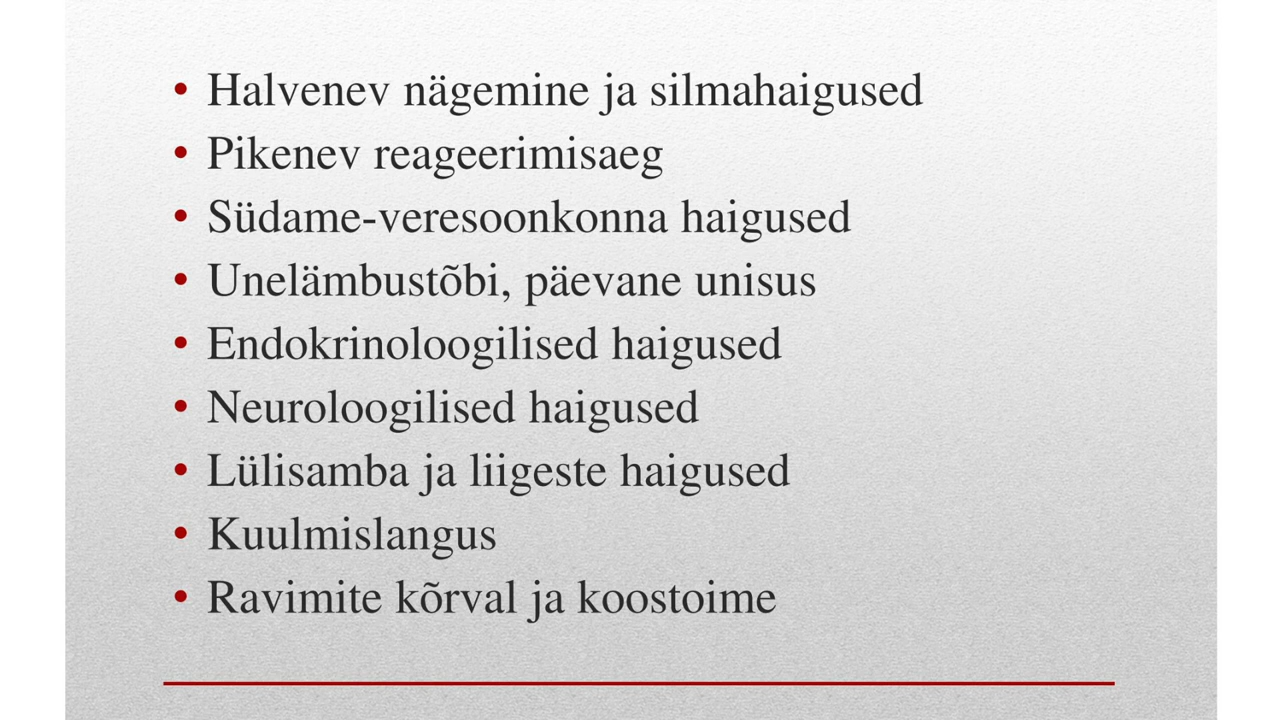 • Halvenev nägemine ja silmahaigused
• Pikenev reageerimisaeg
• Südame-veresoonkonna haigused
• Unelämbustõbi, päevane unisus
• Endokrinoloogilised haigused
• Neuroloogilised haigused
• Lülisamba ja liigeste haigused
• Kuulmislangus
• Ravimite kõrval ja koostoime